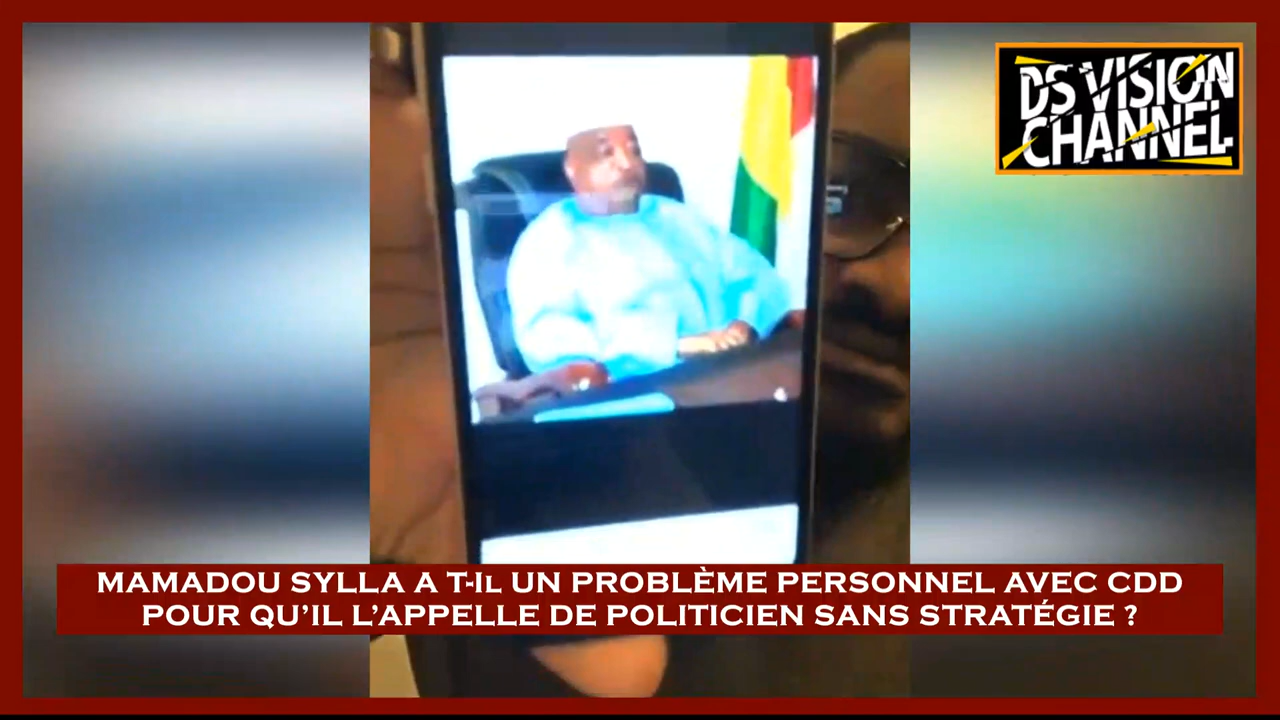 DS VISION
CHANNEL
MAMADOU SYLLA A T-IL UN PROBLÈME PERSONNEL AVEC CDD
POUR QU'IL L'APPELLE DE POLITICIEN SANS STRATÉGIE ?